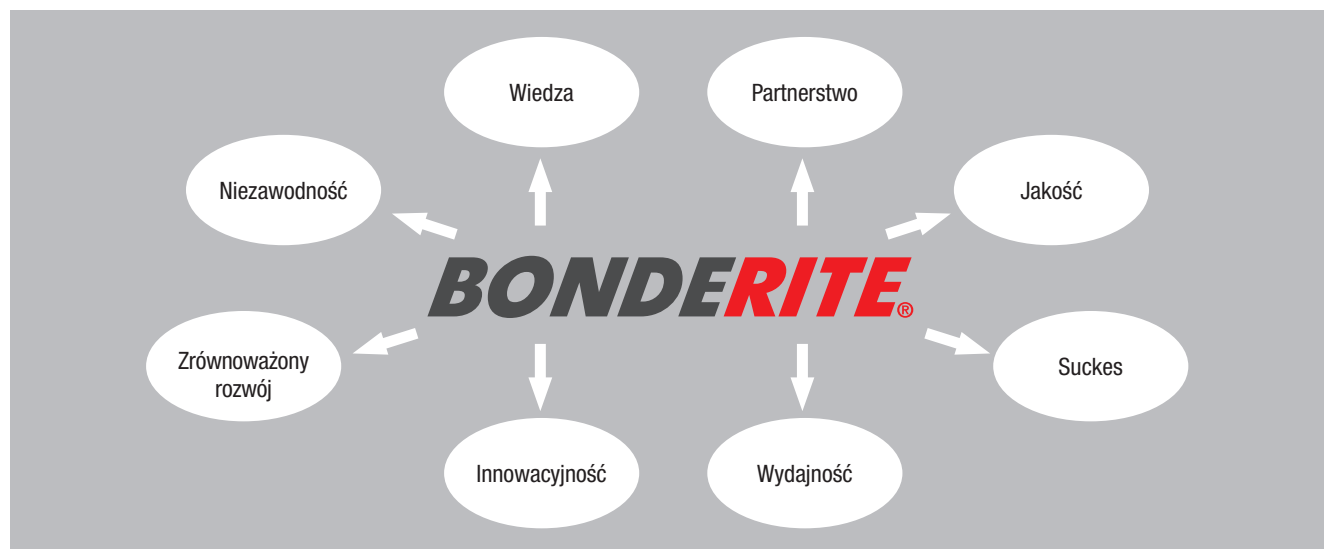 Wiedza
Partnerstwo
Niezawodność
Jakość
BONDERITE®
Zrównoważony
rozwój
Suckes
Innowacyjność
Wydajność